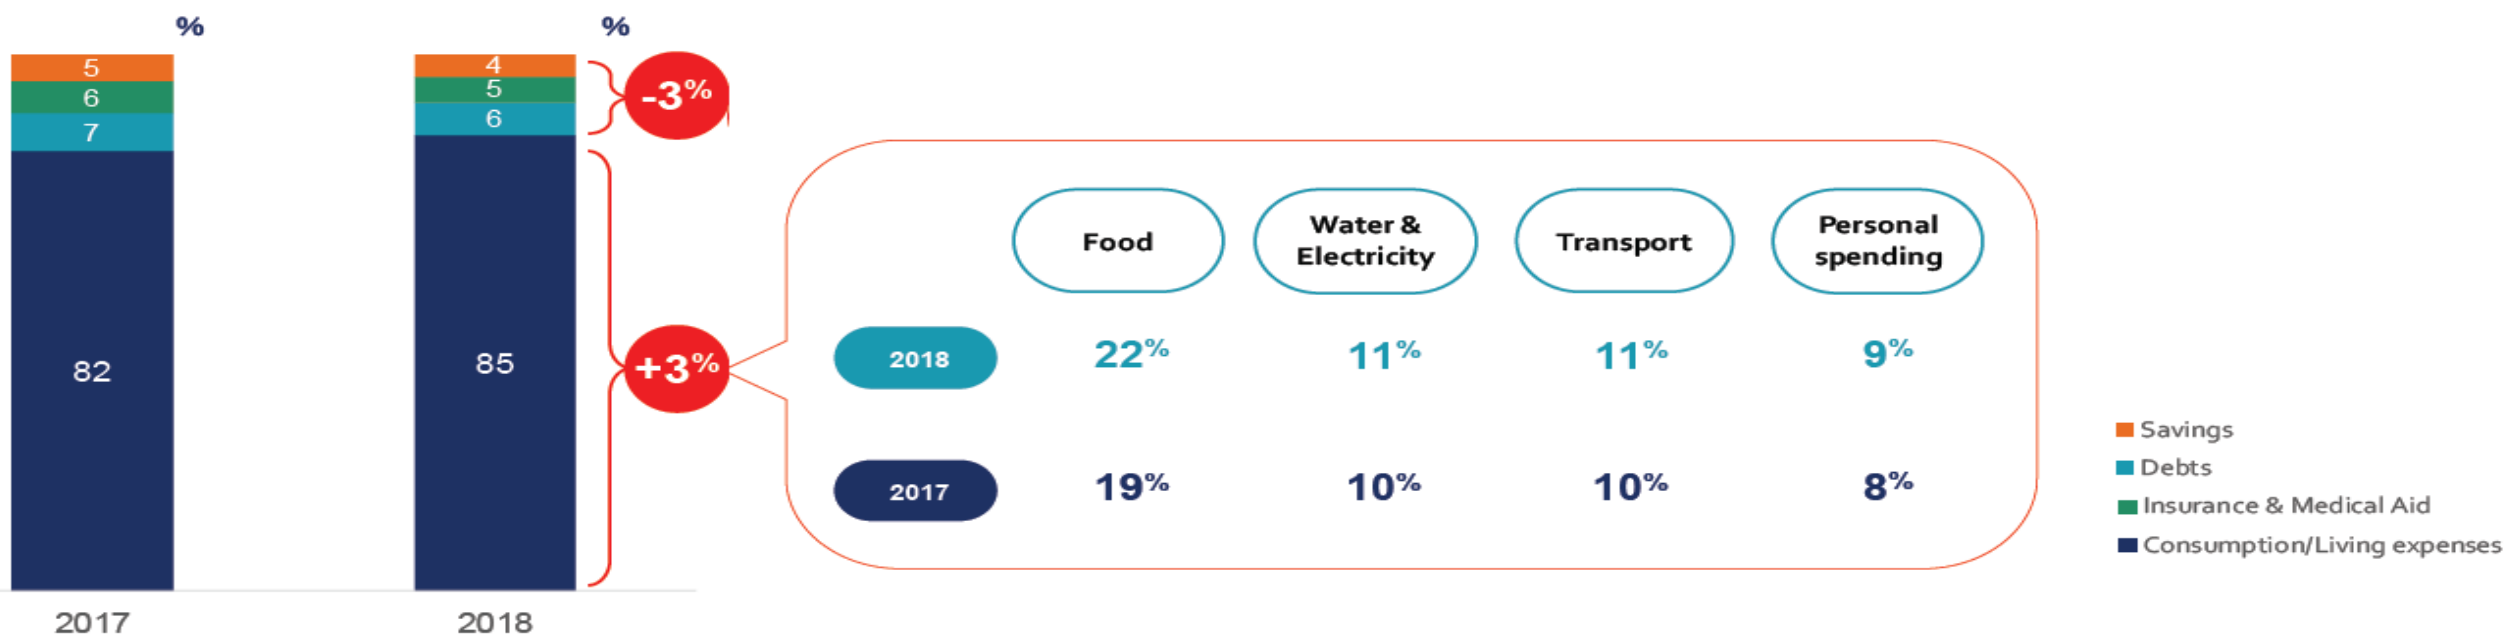 %
%
5
6
7
82
2017
4
5
6
85
2018
-3%
+3%
Food
Water &
Electricity
Transport
Personal
spending
2018
22%
11%
11%
9%
2017
19%
10%
10%
8%
Savings
Debts
Insurance & Medical Aid
Consumption/Living expenses